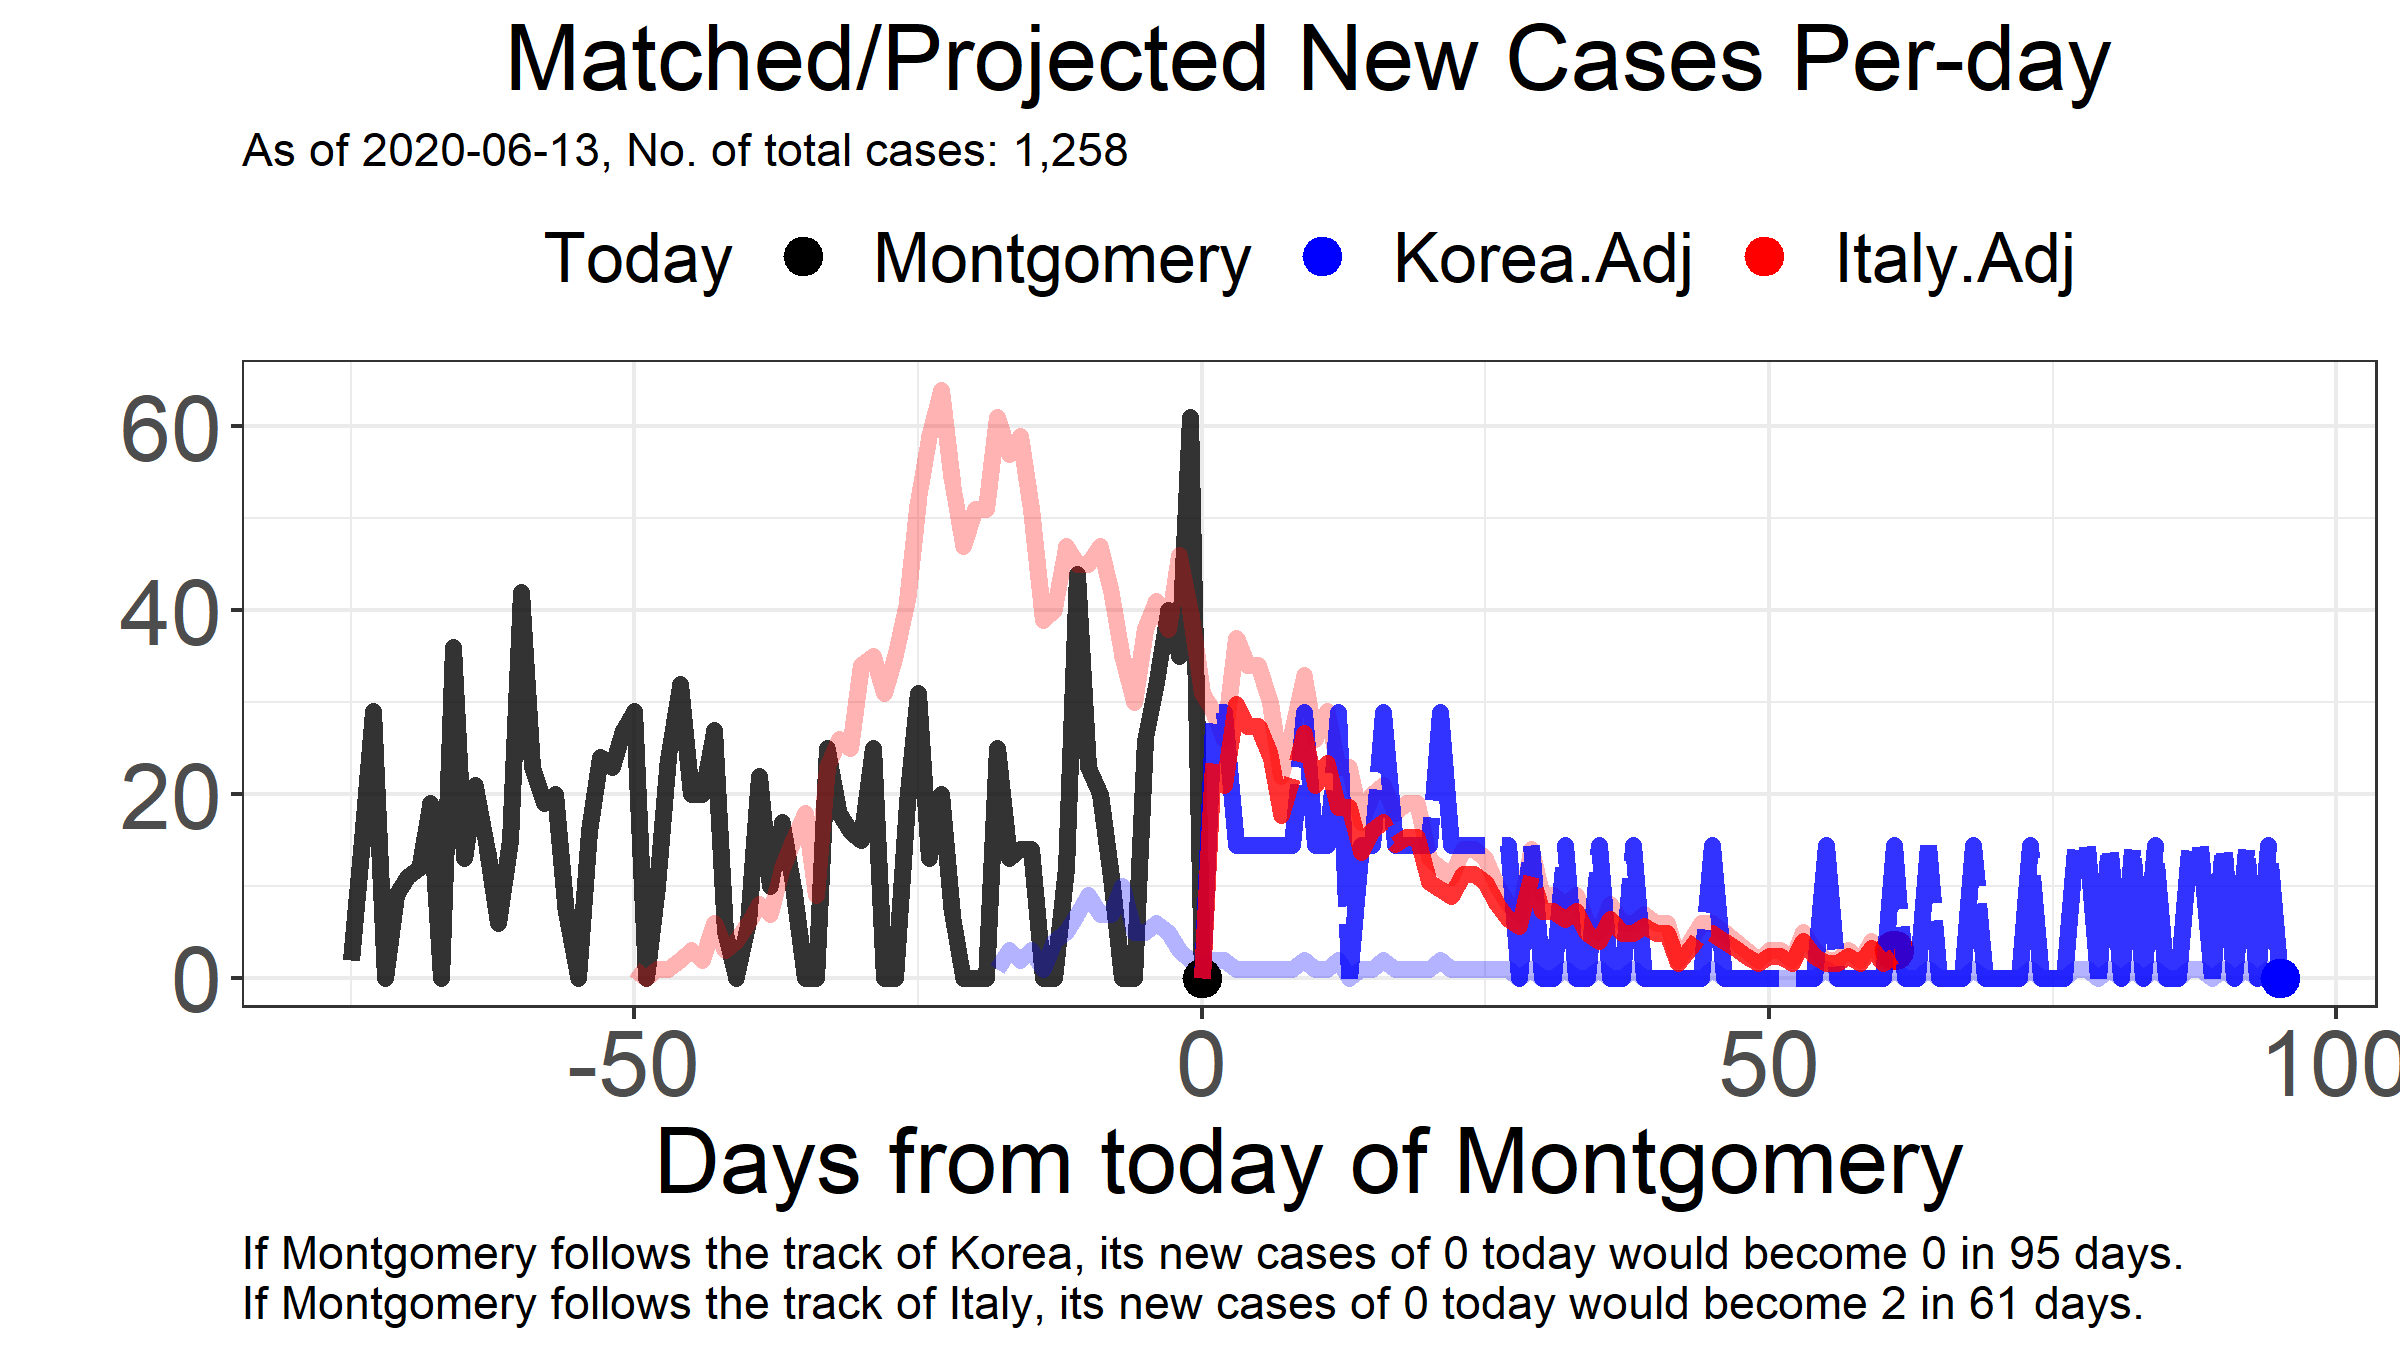 Matched/Projected New Cases Per-day
As of 2020-06-13, No. of total cases: 1,258
Today Montgomery Korea.Adj Italy.Adj
60
40
20
0
-50 0 50 100
Days from today of Montgomery
If Montgomery follows the track of Korea, its new cases of 0 today would become 0 in 95 days.
If Montgomery follows the track of Italy, its new cases of 0 today would become 2 in 61 days.